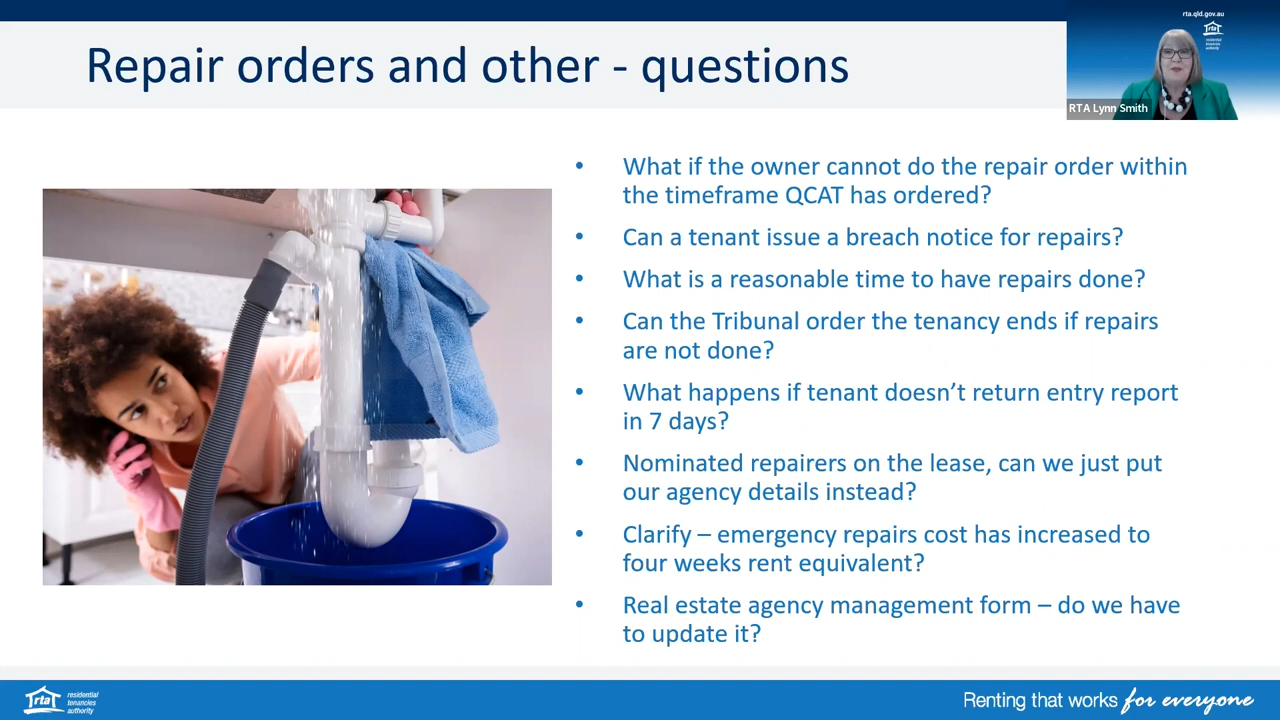 Repair orders and other - questions
rta.qld.gov.au
rta
residential
tenancies
authority
RTA Lynn Smith
• What if the owner cannot do the repair order within
the timeframe QCAT has ordered?
• Can a tenant issue a breach notice for repairs?
• What is a reasonable time to have repairs done?
• Can the Tribunal order the tenancy ends if repairs
are not done?
• What happens if tenant doesn’t return entry report
in 7 days?
• Nominated repairers on the lease, can we just put
our agency details instead?
• Clarify – emergency repairs cost has increased to
four weeks rent equivalent?
• Real estate agency management form – do we have
to update it?
rta
residential
tenancies
authority
Renting that works for everyone